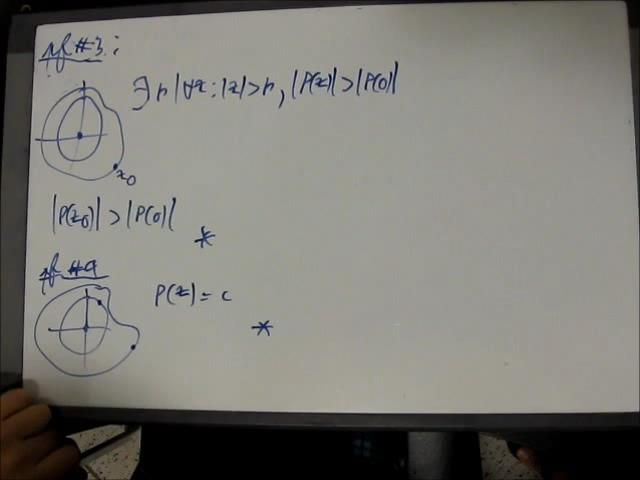 pf #3:
∃ r | ∀z : |z| > r, |P(z)| > |P(0)|
z₀
|P(z₀)| > |P(0)|
*
pf #4
P(z) = c
*